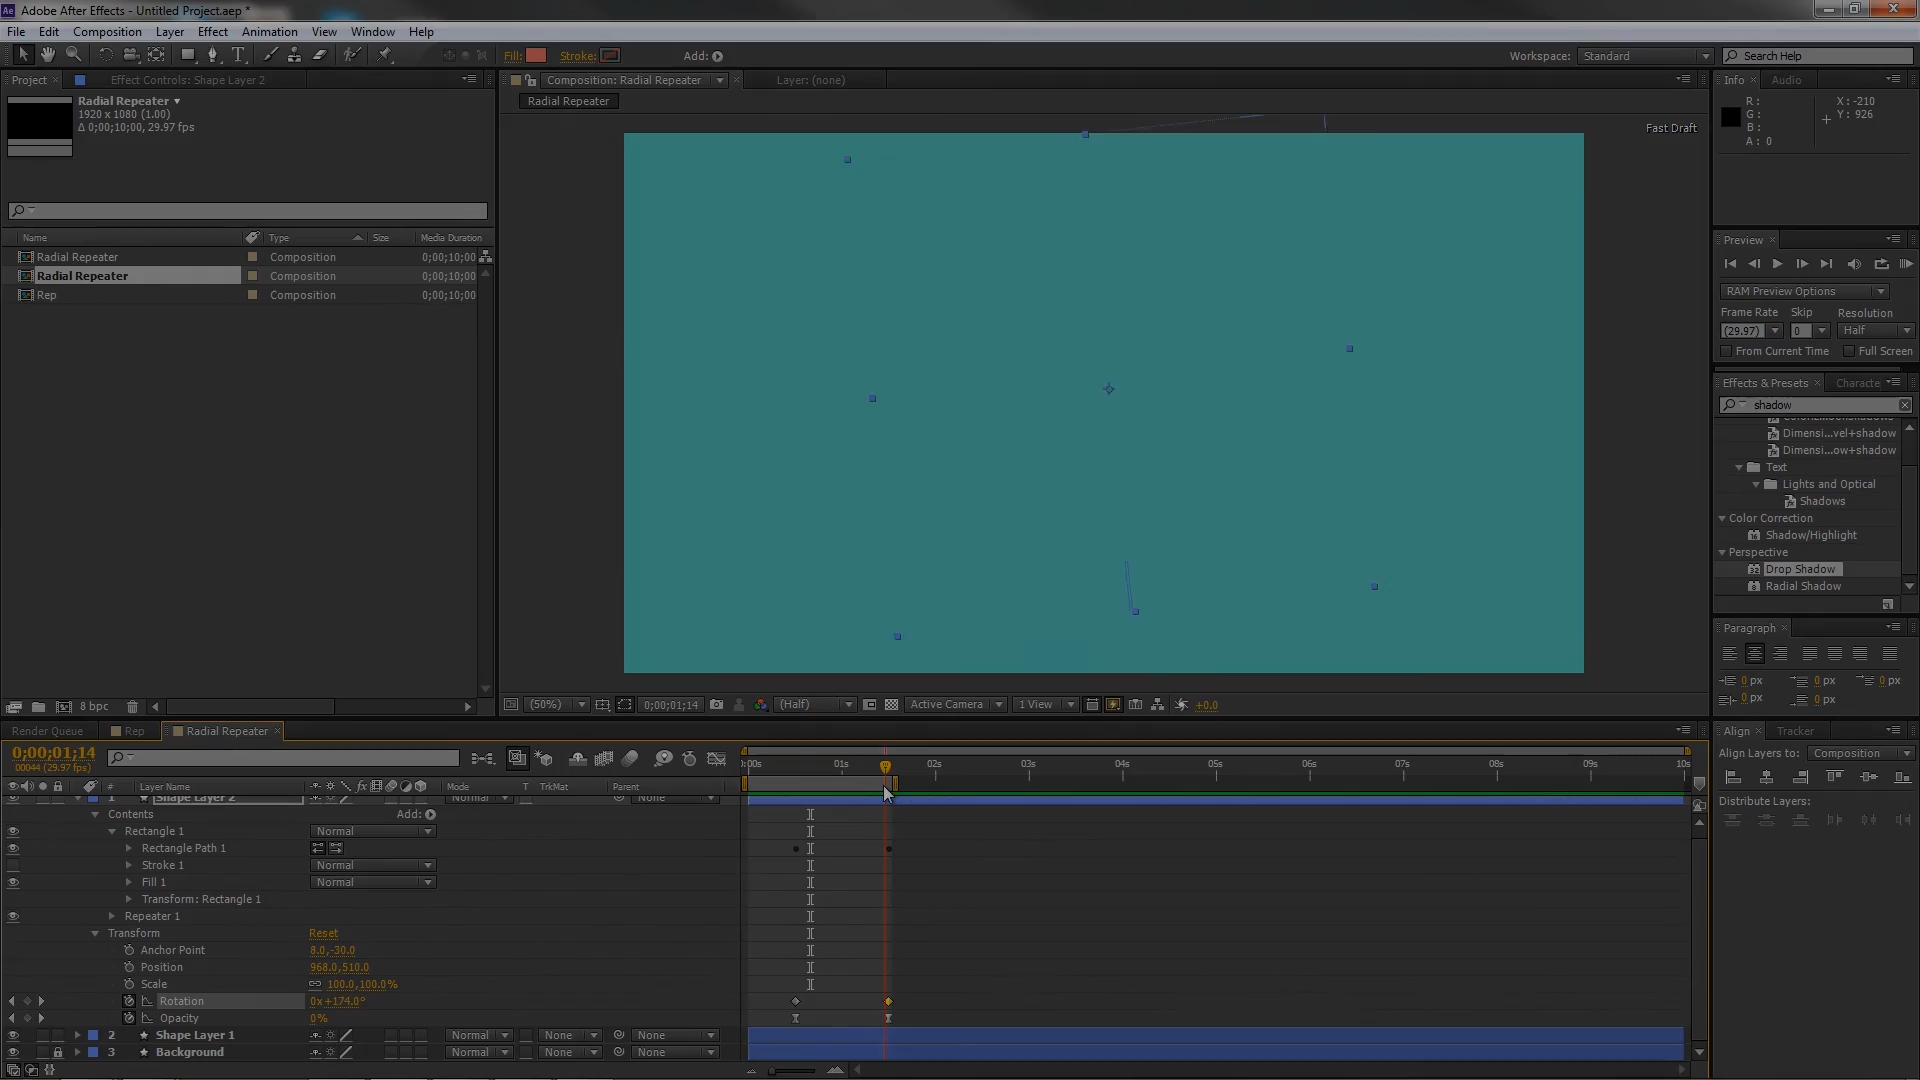 Ae Adobe After Effects - Untitled Project.aep *
File Edit Composition Layer Effect Animation View Window Help
Fill: Stroke: Add: Workspace: Standard Search Help
Project × Effect Controls: Shape Layer 2
Composition: Radial Repeater Layer: (none)
Info × Audio
Radial Repeater
1920 x 1080 (1.00)
Δ 0;00;10;00, 29.97 fps
Radial Repeater
Fast Draft
R :
G :
B :
A : 0
X : -210
Y : 926
Name Type Size Media Duration
Radial Repeater Composition 0;00;10;00
Radial Repeater Composition 0;00;10;00
Rep Composition 0;00;10;00
8 bpc
Preview ×
RAM Preview Options
Frame Rate Skip Resolution
(29.97) 0 Half
From Current Time Full Screen
Effects & Presets × Characte
shadow
Dimensi...vel+shadow
Dimensi...ow+shadow
Text
Lights and Optical
Shadows
Color Correction
Shadow/Highlight
Perspective
Drop Shadow
Radial Shadow
Paragraph ×
0 px 0 px 0 px
0 px 0 px
(50%) 0;00;01;14 (Half) Active Camera 1 View +0.0
Render Queue Rep Radial Repeater ×
0;00;01;14
00044 (29.97 fps)
:00s 01s 02s 03s 04s 05s 06s 07s 08s 09s 10s
# Layer Name Mode T TrkMat Parent
1 Shape Layer 2 Normal None
Contents Add:
Rectangle 1 Normal
Rectangle Path 1
Stroke 1 Normal
Fill 1 Normal
Transform: Rectangle 1
Repeater 1
Transform Reset
Anchor Point 8.0,-30.0
Position 968.0,510.0
Scale 100.0,100.0%
Rotation 0x+174.0°
Opacity 0%
2 Shape Layer 1 Normal None None
3 Background Normal None None
Align × Tracker
Align Layers to: Composition
Distribute Layers: